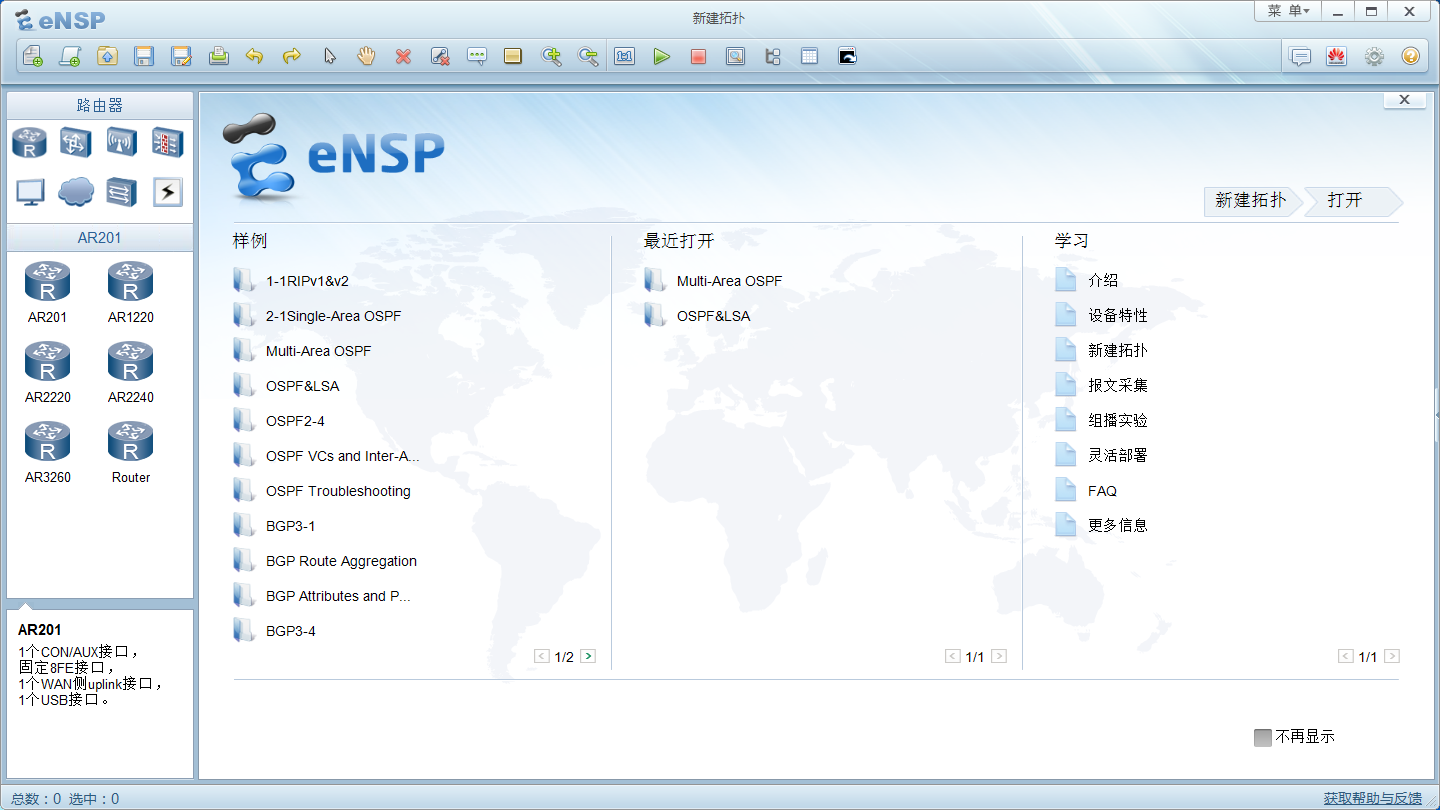 eNSP
新建拓扑
菜 单
1:1
路由器
R
AR201
R
R
AR201
AR1220
R
R
AR2220
AR2240
R
R
AR3260
Router
AR201
1个CON/AUX接口，
固定8FE接口，
1个WAN侧uplink接口，
1个USB接口。
eNSP
新建拓扑
打开
样例
1-1RIPv1&v2
2-1Single-Area OSPF
Multi-Area OSPF
OSPF&LSA
OSPF2-4
OSPF VCs and Inter-A...
OSPF Troubleshooting
BGP3-1
BGP Route Aggregation
BGP Attributes and P...
BGP3-4
1/2
最近打开
Multi-Area OSPF
OSPF&LSA
1/1
学习
介绍
设备特性
新建拓扑
报文采集
组播实验
灵活部署
FAQ
更多信息
1/1
不再显示
总数：0 选中：0
获取帮助与反馈